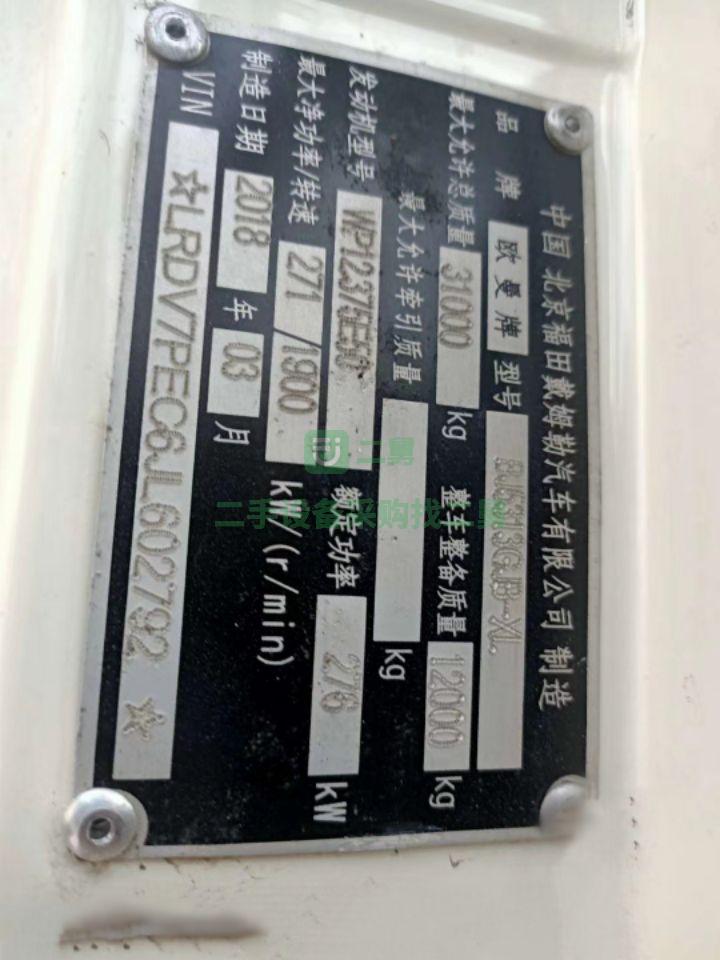 中国 北京福田戴姆勒汽车有限公司 制造
品 牌 欧曼牌 型号 BJ5313GJB-XL
最大允许总质量 31000 kg 整车整备质量 12000 kg
最大允许牵引质量 kg
发动机型号 WP12.375E50 额定功率 276 kW
最大净功率/转速 271/1900 kW/(r/min)
制造日期 2018 年 03 月
VIN ☆LRDV7PEC6JL602792☆
二手设备采购找二男